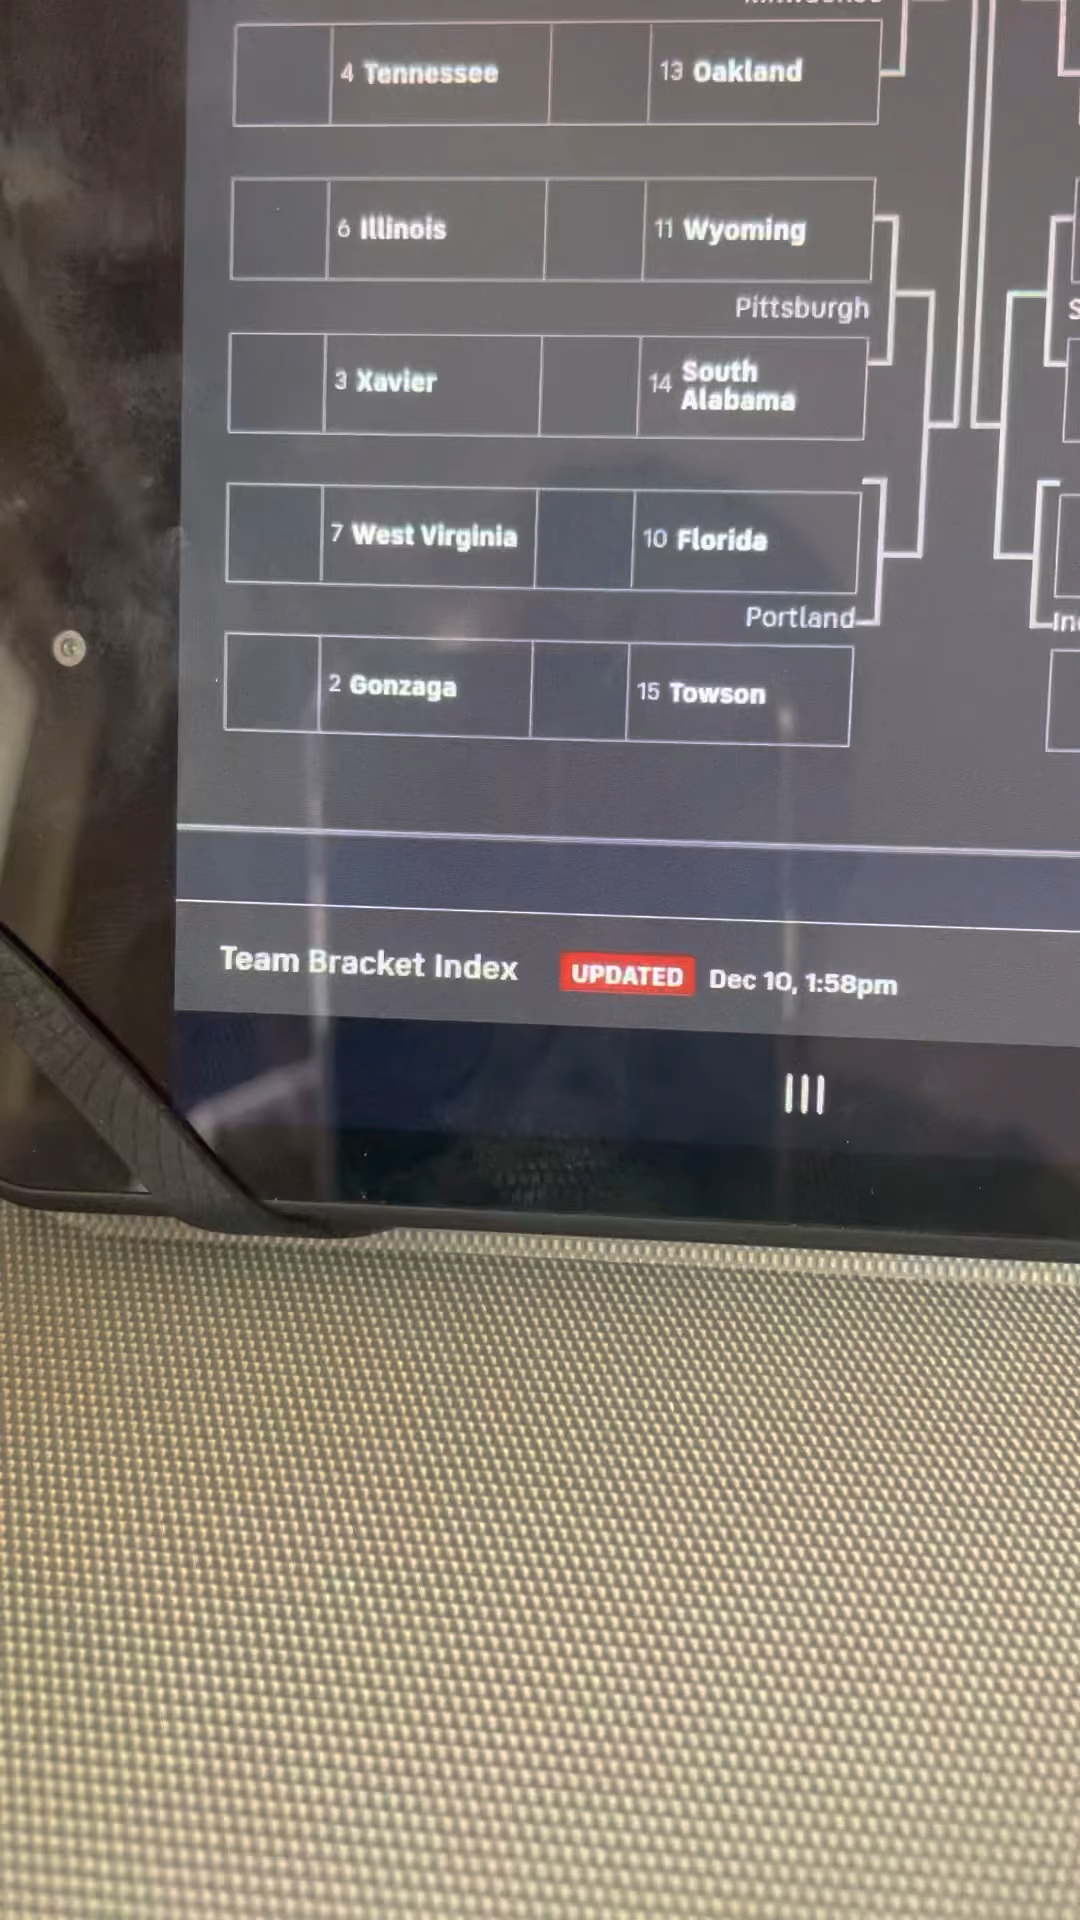 4 Tennessee 13 Oakland
6 Illinois 11 Wyoming
Pittsburgh
3 Xavier 14 South
Alabama
7 West Virginia 10 Florida
Portland
2 Gonzaga 15 Towson
Team Bracket Index UPDATED Dec 10, 1:58pm